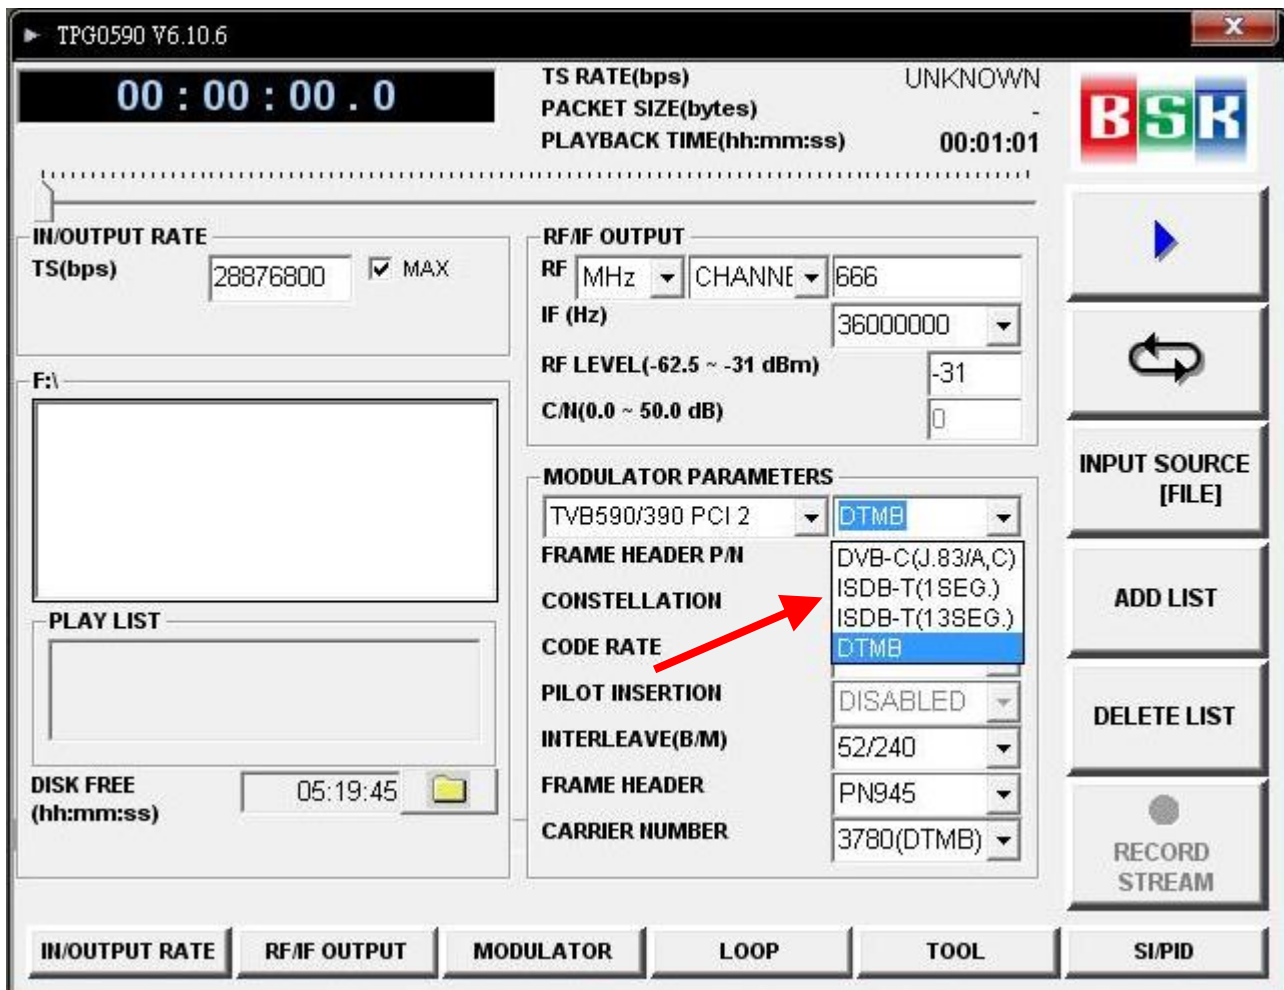 TPG0590 V6.10.6
X
00 : 00 : 00 . 0
TS RATE(bps) UNKNOWN
PACKET SIZE(bytes) -
PLAYBACK TIME(hh:mm:ss) 00:01:01
BSK
IN/OUTPUT RATE
TS(bps) 28876800 MAX
F:\
PLAY LIST
DISK FREE
(hh:mm:ss) 05:19:45
RF/IF OUTPUT
RF MHz CHANNE 666
IF (Hz) 36000000
RF LEVEL(-62.5 ~ -31 dBm) -31
C/N(0.0 ~ 50.0 dB) 0
MODULATOR PARAMETERS
TVB590/390 PCI 2 DTMB
FRAME HEADER P/N
CONSTELLATION
CODE RATE
DVB-C(J.83/A,C)
ISDB-T(1SEG.)
ISDB-T(13SEG.)
DTMB
PILOT INSERTION DISABLED
INTERLEAVE(B/M) 52/240
FRAME HEADER PN945
CARRIER NUMBER 3780(DTMB)
INPUT SOURCE
[FILE]
ADD LIST
DELETE LIST
RECORD
STREAM
IN/OUTPUT RATE RF/IF OUTPUT MODULATOR LOOP TOOL SI/PID